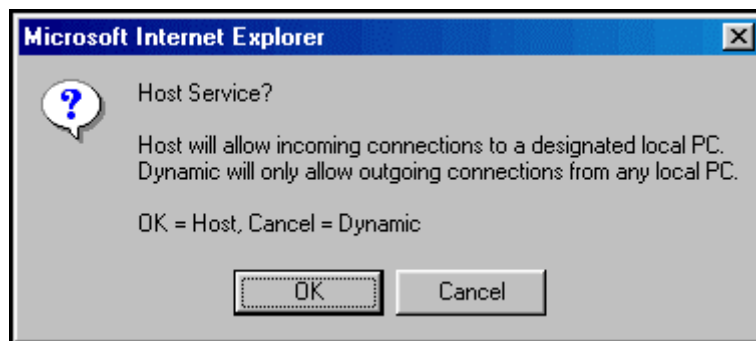 Microsoft Internet Explorer
Host Service?
Host will allow incoming connections to a designated local PC.
Dynamic will only allow outgoing connections from any local PC.
OK = Host, Cancel = Dynamic
OK
Cancel